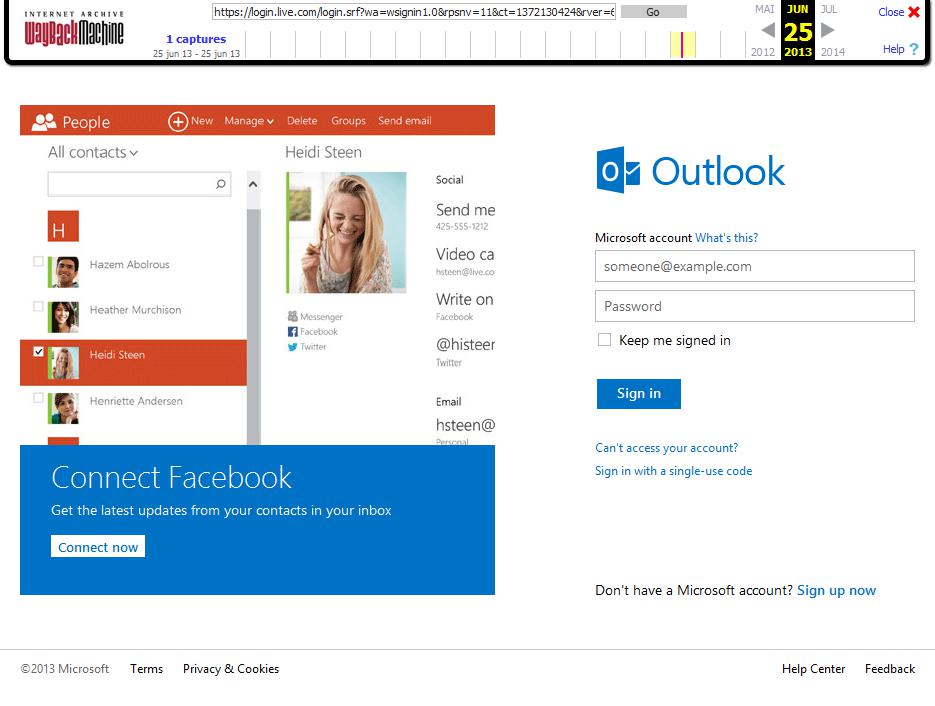 INTERNET ARCHIVE
WayBackMachine
https://login.live.com/login.srf?wa=wsignin1.0&rpsnv=11&ct=1372130424&rver=6
Go
1 captures
25 jun 13 - 25 jun 13
MAI JUN JUL
25
2012 2013 2014
Close
Help ?
People
New Manage Delete Groups Send email
All contacts
H
Hazem Abolrous
Heather Murchison
Heidi Steen
Henriette Andersen
Heidi Steen
Messenger
Facebook
Twitter
Social
Send me
425-555-1212
Video ca
hsteen@live.co
Write on
Facebook
@histeer
Twitter
Email
hsteen@
Personal
Connect Facebook
Get the latest updates from your contacts in your inbox
Connect now
Outlook
Microsoft account What's this?
someone@example.com
Password
Keep me signed in
Sign in
Can't access your account?
Sign in with a single-use code
Don't have a Microsoft account? Sign up now
©2013 Microsoft Terms Privacy & Cookies
Help Center Feedback